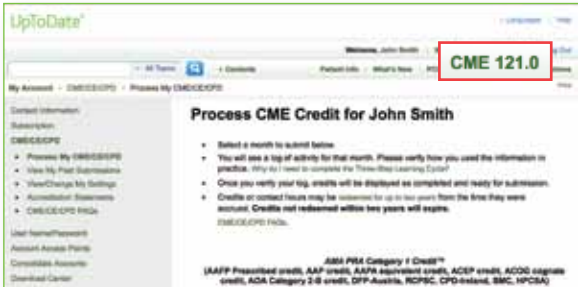 UpToDate®
Languages Help
Welcome, John Smith
CME 121.0
All Topics Contents Patient Info What's New
My Account CME/CE/CPD Process My CME/CE/CPD Print
Contact Information
Subscription
CME/CE/CPD
• Process My CME/CE/CPD
• View My Past Submissions
• View/Change My Settings
• Accreditation Statements
• CME/CE/CPD FAQs
User Name/Password
Account Access Points
Consolidate Accounts
Download Center
Process CME Credit for John Smith
• Select a month to submit below.
• You will see a log of activity for that month. Please verify how you used the information in
practice. Why do I need to complete the Three-Step Learning Cycle?
• Once you verify your log, credits will be displayed as completed and ready for submission.
• Credits or contact hours may be redeemed for up to two years from the time they were
accrued. Credits not redeemed within two years will expire.
CME/CE/CPD FAQs.
AMA PRA Category 1 Credit™
(AAFP Prescribed credit, AAP credit, AAPA equivalent credit, ACEP credit, ACOG cognate
credit, AOA Category 2-B credit, DFP-Austria, RCPSC, CPD-Ireland, BMC, HPCSA)